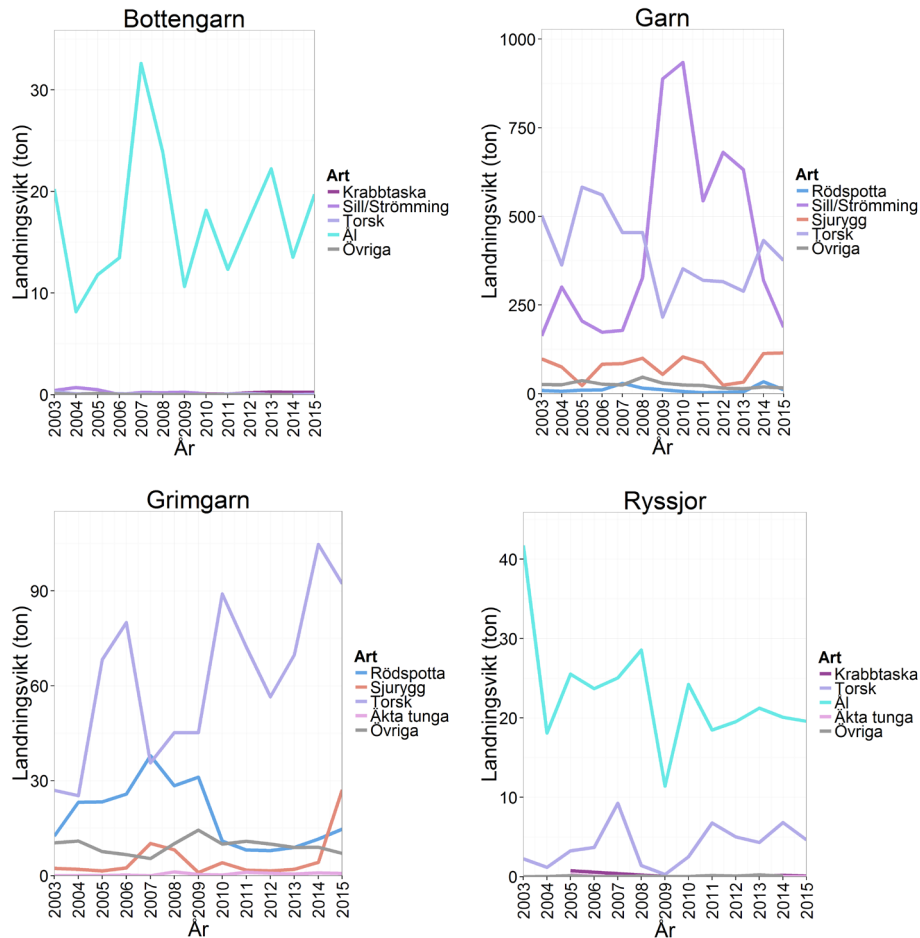 Bottengarn
Landningsvikt (ton)
30
20
10
0
2003 2004 2005 2006 2007 2008 2009 2010 2011 2012 2013 2014 2015
År
Art
Krabbtaska
Sill/Strömming
Torsk
Ål
Övriga
Garn
Landningsvikt (ton)
1000
750
500
250
0
2003 2004 2005 2006 2007 2008 2009 2010 2011 2012 2013 2014 2015
År
Art
Rödspotta
Sill/Strömming
Sjurygg
Torsk
Övriga
Grimgarn
Landningsvikt (ton)
90
60
30
0
2003 2004 2005 2006 2007 2008 2009 2010 2011 2012 2013 2014 2015
År
Art
Rödspotta
Sjurygg
Torsk
Äkta tunga
Övriga
Ryssjor
Landningsvikt (ton)
40
30
20
10
0
2003 2004 2005 2006 2007 2008 2009 2010 2011 2012 2013 2014 2015
År
Art
Krabbtaska
Torsk
Ål
Äkta tunga
Övriga